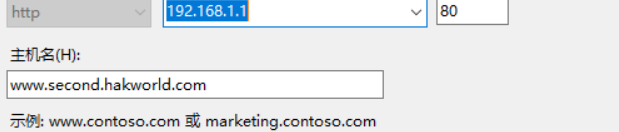 http 192.168.1.1 80
主机名(H):
www.second.hakworld.com
示例: www.contoso.com 或 marketing.contoso.com